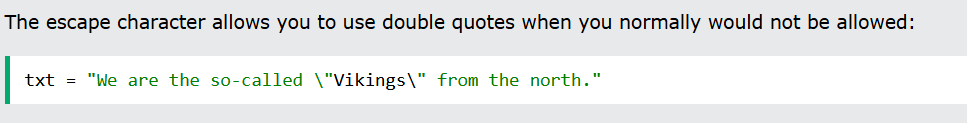 The escape character allows you to use double quotes when you normally would not be allowed:
txt = "We are the so-called \"Vikings\" from the north."